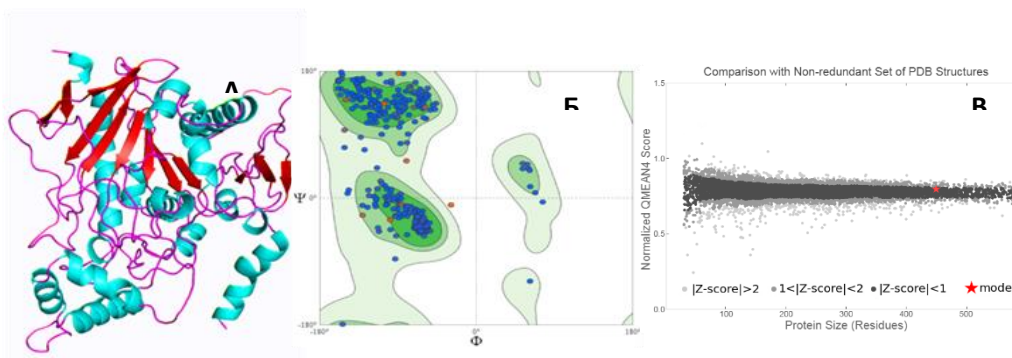 А
Б
В
180°
Ψ 0°
-180°
-180°
0°
180°
Φ
Comparison with Non-redundant Set of PDB Structures
Normalized QMEAN4 Score
1.5
1.0
0.5
0.0
|Z-score|>2 1<|Z-score|<2 |Z-score|<1 mode
100
200
300
400
500
Protein Size (Residues)